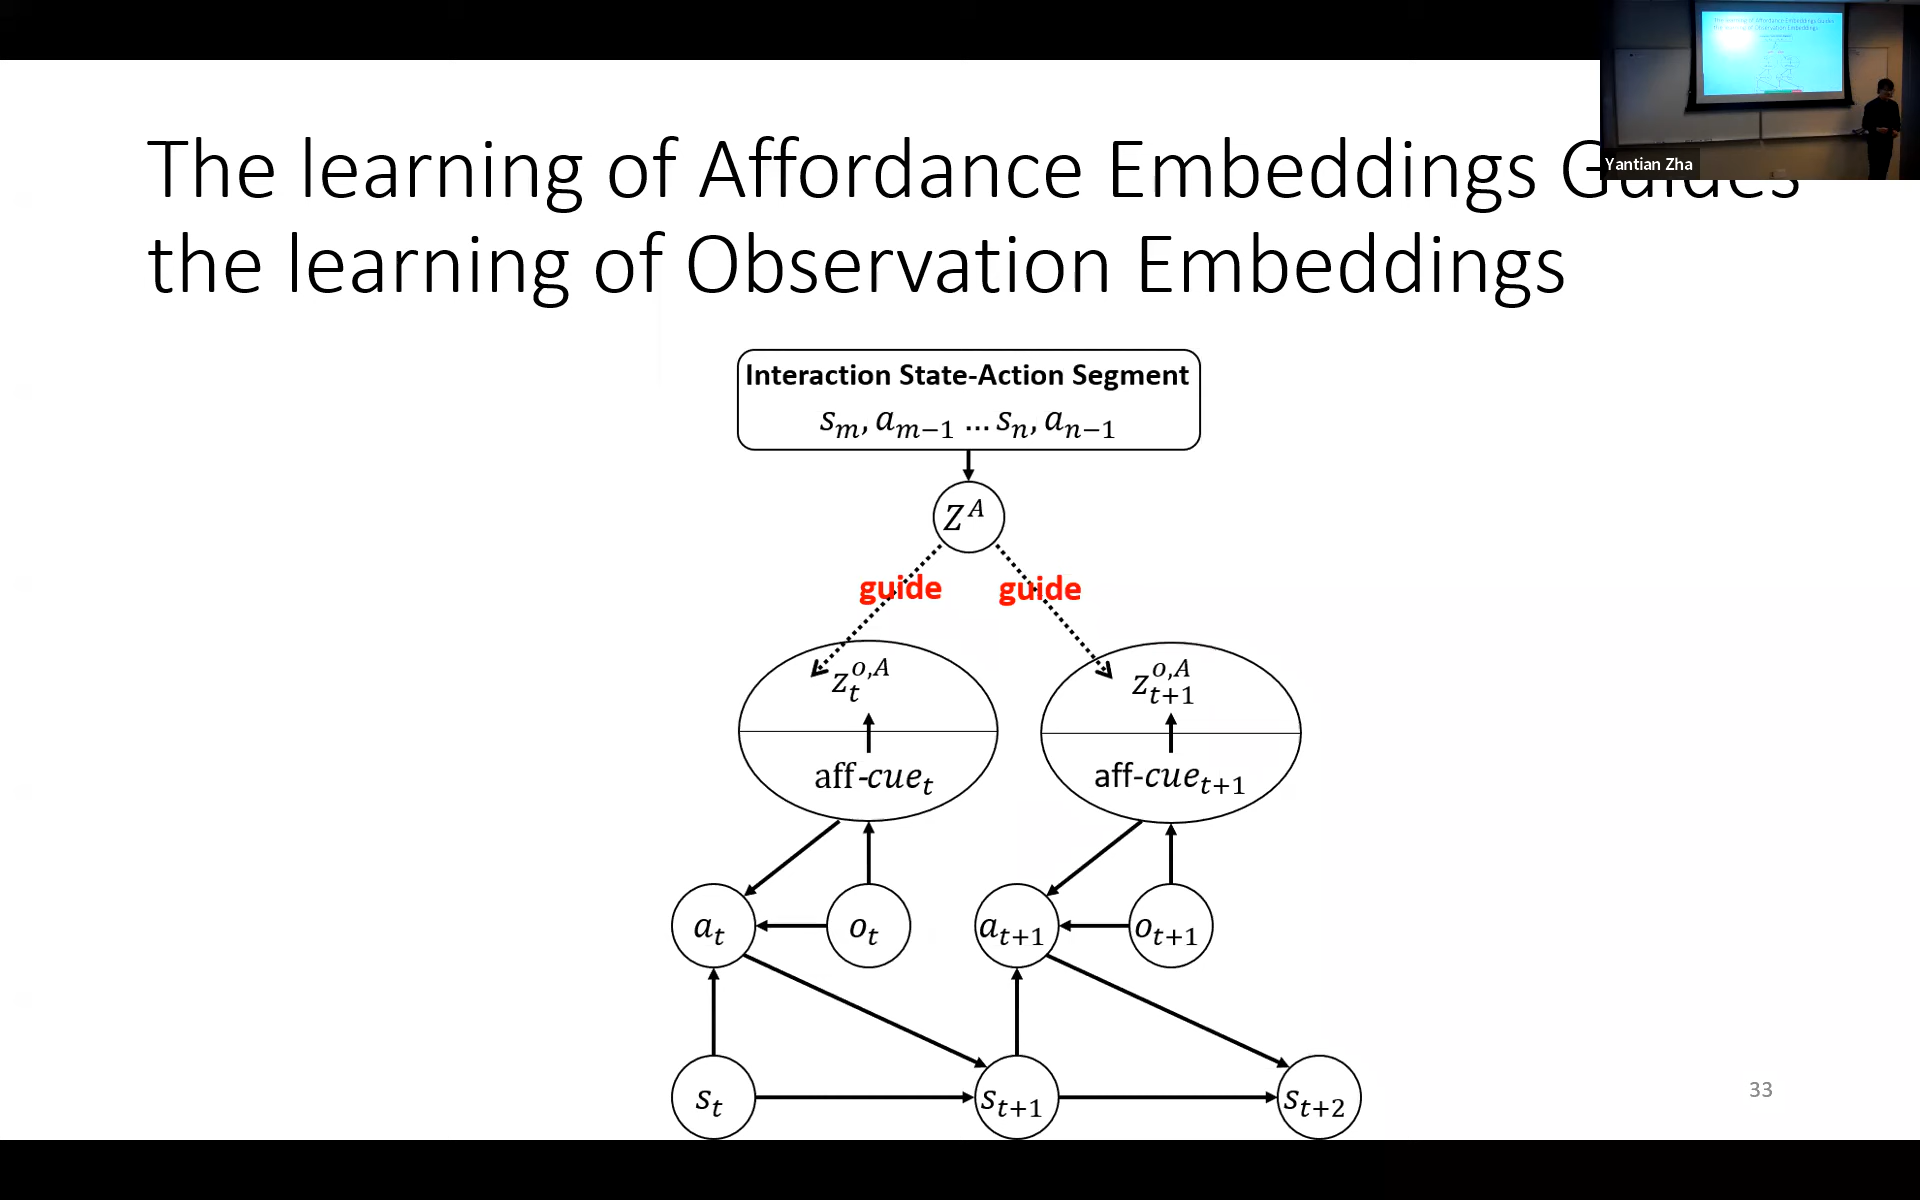 The learning of Affordance Embeddings Guides
the learning of Observation Embeddings
Yantian Zha
Interaction State-Action Segment
s_m, a_{m−1} … s_n, a_{n−1}
Z^A
guide guide
z_t^{o,A} z_{t+1}^{o,A}
aff-cue_t aff-cue_{t+1}
a_t o_t a_{t+1} o_{t+1}
s_t s_{t+1} s_{t+2}
33